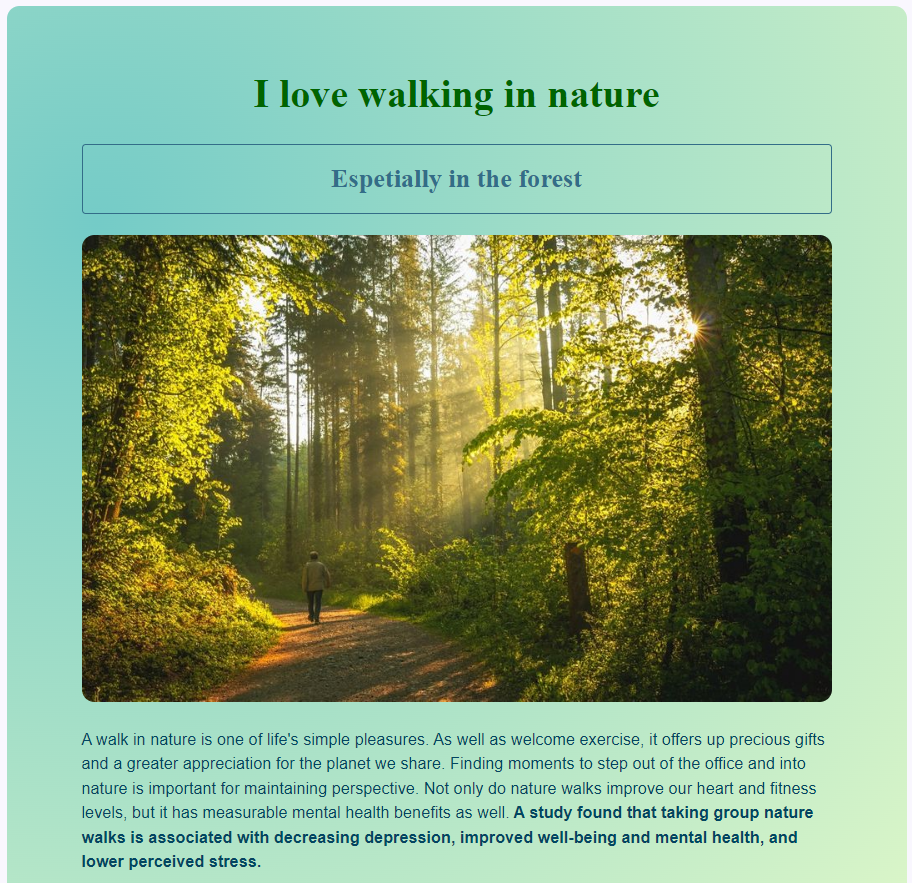 I love walking in nature
Espetially in the forest
A walk in nature is one of life's simple pleasures. As well as welcome exercise, it offers up precious gifts
and a greater appreciation for the planet we share. Finding moments to step out of the office and into
nature is important for maintaining perspective. Not only do nature walks improve our heart and fitness
levels, but it has measurable mental health benefits as well. A study found that taking group nature
walks is associated with decreasing depression, improved well-being and mental health, and
lower perceived stress.